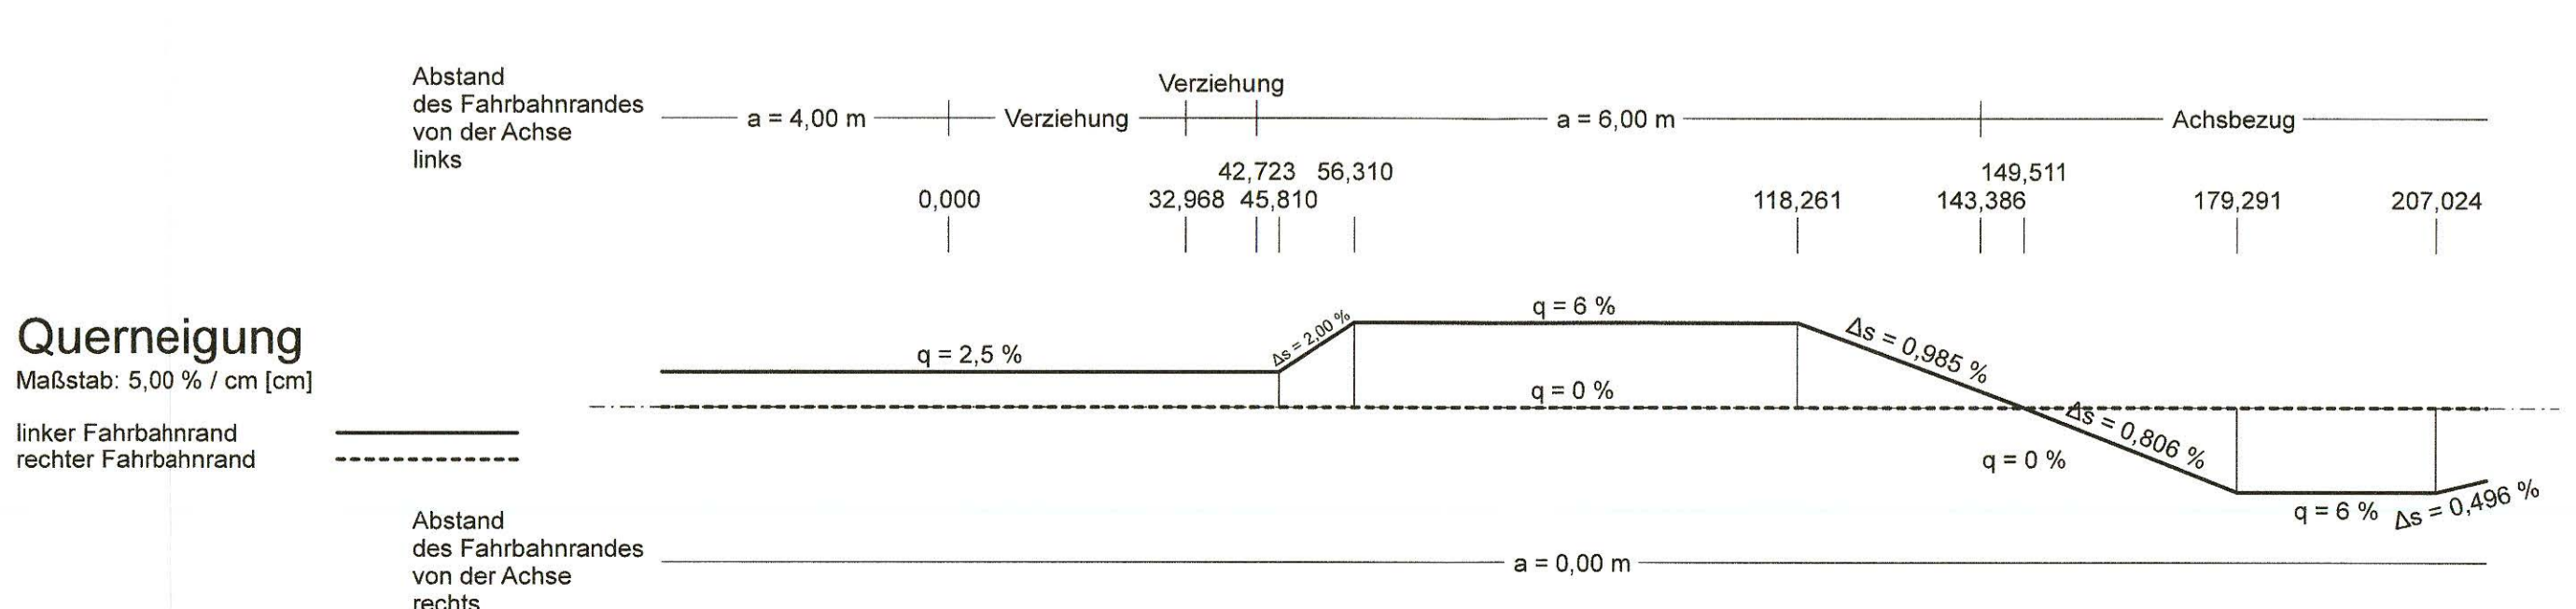 Abstand
des Fahrbahnrandes
von der Achse
links
Verziehung
a = 4,00 m
Verziehung
a = 6,00 m
Achsbezug
42,723 56,310
149,511
0,000
32,968 45,810
118,261
143,386
179,291
207,024
Querneigung
Maßstab: 5,00 % / cm [cm]
linker Fahrbahnrand
rechter Fahrbahnrand
q = 2,5 %
Δs = 2,00 %
q = 6 %
q = 0 %
Δs = 0,985 %
Δs = 0,806 %
q = 0 %
q = 6 %
Δs = 0,496 %
Abstand
des Fahrbahnrandes
von der Achse
rechts
a = 0,00 m